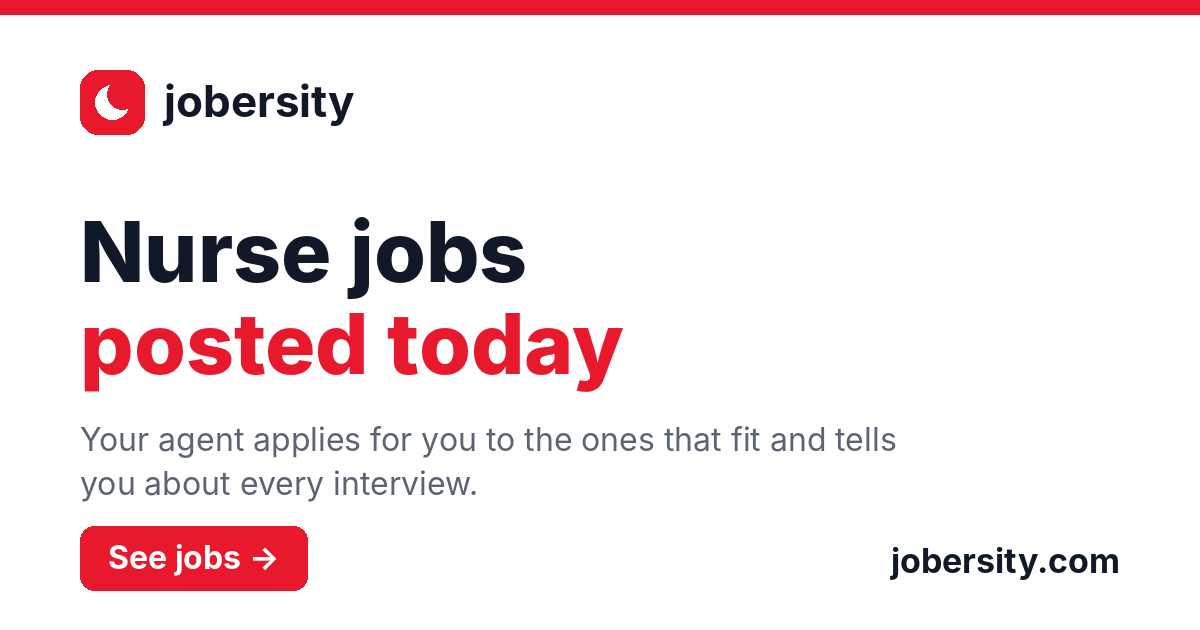 jobersity
Nurse jobs
posted today
Your agent applies for you to the ones that fit and tells
you about every interview.
See jobs →
jobersity.com